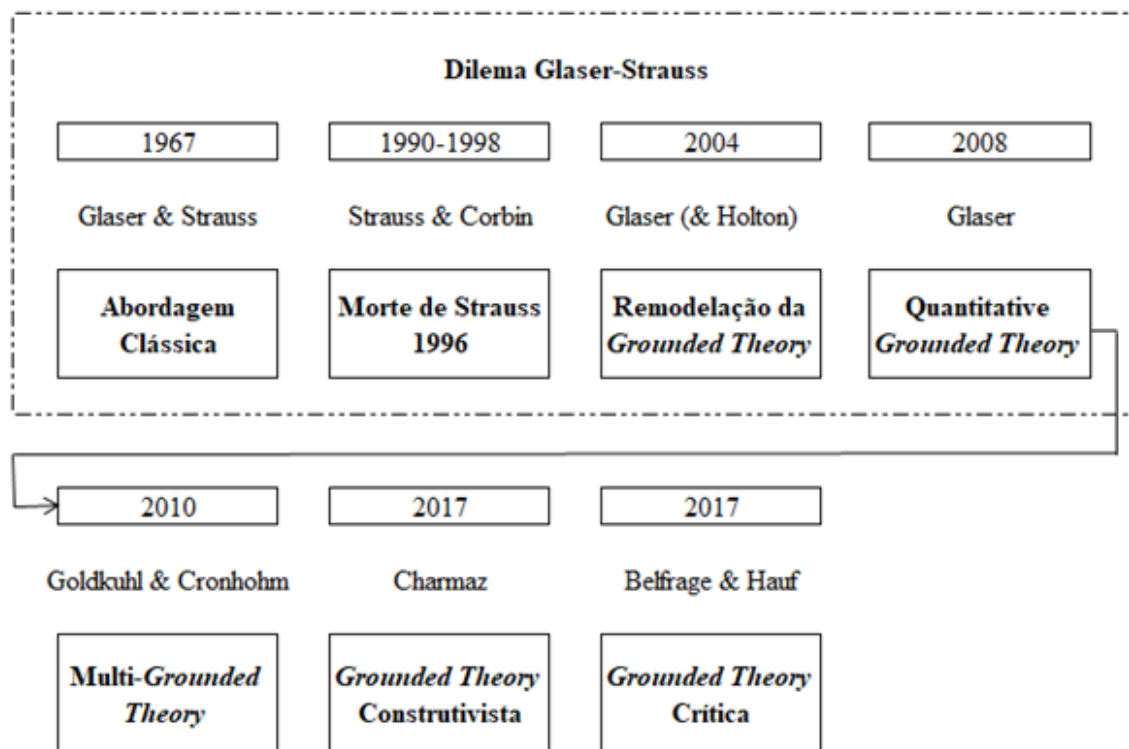 Dilema Glaser-Strauss
1967
1990-1998
2004
2008
Glaser & Strauss
Strauss & Corbin
Glaser (& Holton)
Glaser
Abordagem
Clássica
Morte de Strauss
1996
Remodelação da
Grounded Theory
Quantitative
Grounded Theory
2010
2017
2017
Goldkuhl & Cronhohm
Charmaz
Belfrage & Hauf
Multi-Grounded
Theory
Grounded Theory
Construtivista
Grounded Theory
Crítica